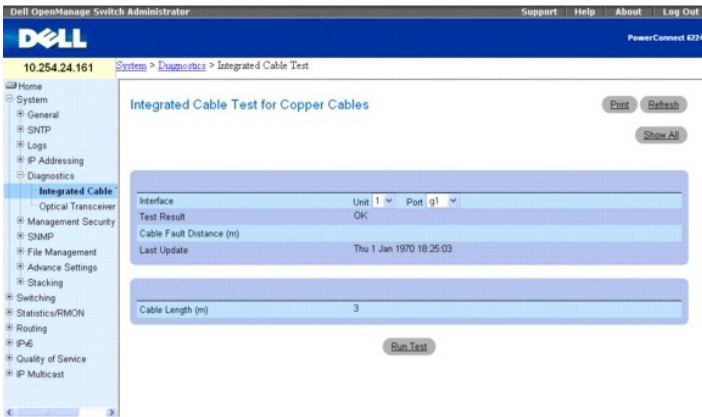 Dell OpenManage Switch Administrator
Support Help About Log Out
DELL
PowerConnect 6224
10.254.24.161
System > Diagnostics > Integrated Cable Test
Home
System
General
SNTP
Logs
IP Addressing
Diagnostics
Integrated Cable
Optical Transceiver
Management Security
SNMP
File Management
Advance Settings
Stacking
Switching
Statistics/RMON
Routing
IPv6
Quality of Service
IP Multicast
Integrated Cable Test for Copper Cables
Print Refresh
Show All
Interface Unit 1 Port g1
Test Result OK
Cable Fault Distance (m)
Last Update Thu 1 Jan 1970 18:25:03
Cable Length (m) 3
Run Test